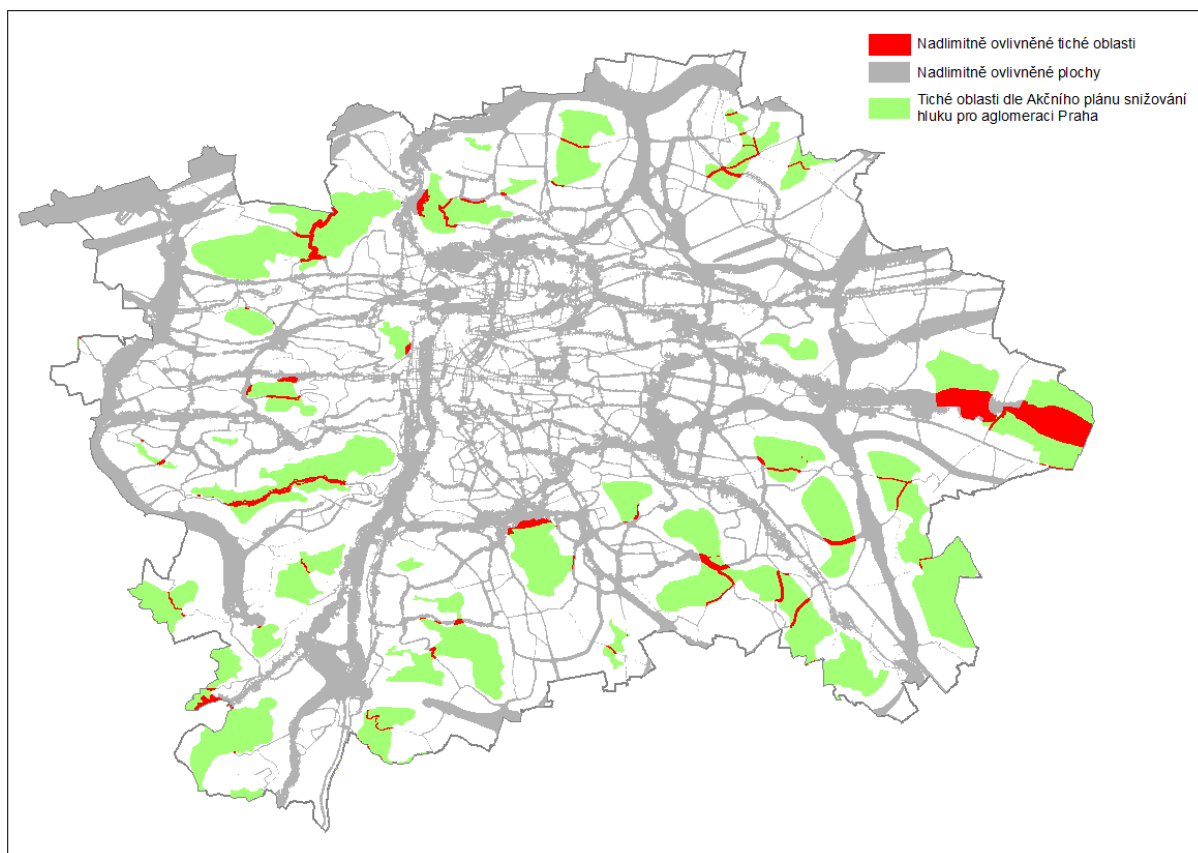 Nadlimitně ovlivněné tiché oblasti
Nadlimitně ovlivněné plochy
Tiché oblasti dle Akčního plánu snižování
hluku pro aglomeraci Praha